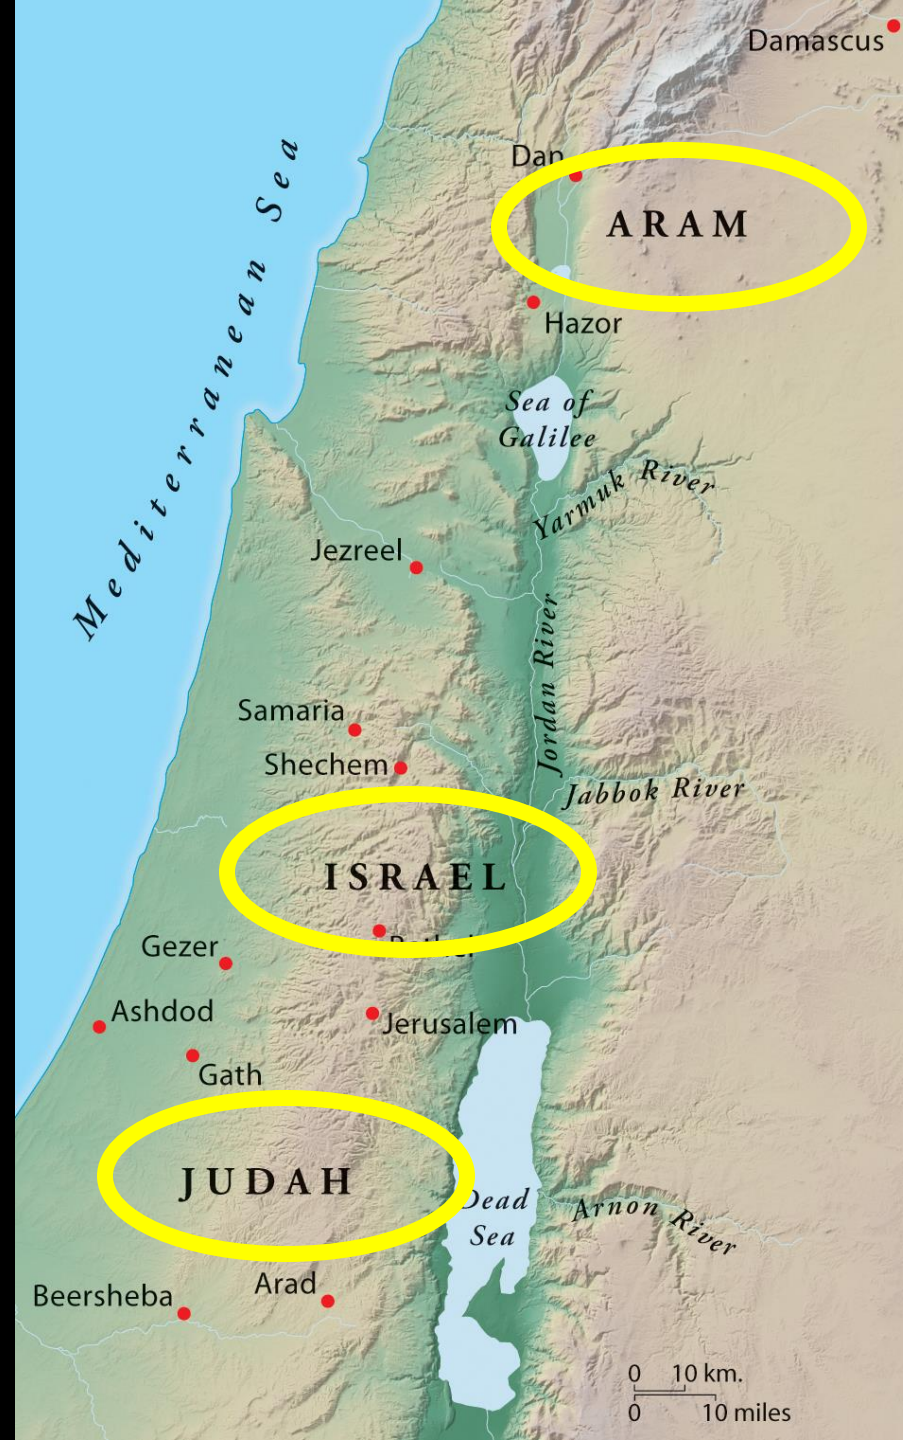 Damascus
Dan
ARAM
Mediterranean Sea
Hazor
Sea of
Galilee
Yarmuk River
Jezreel
Jordan River
Samaria
Shechem
Jabbok River
ISRAEL
Gezer
Ashdod
Jerusalem
Gath
JUDAH
Dead
Sea
Arnon River
Arad
Beersheba
0 10 km.
0 10 miles